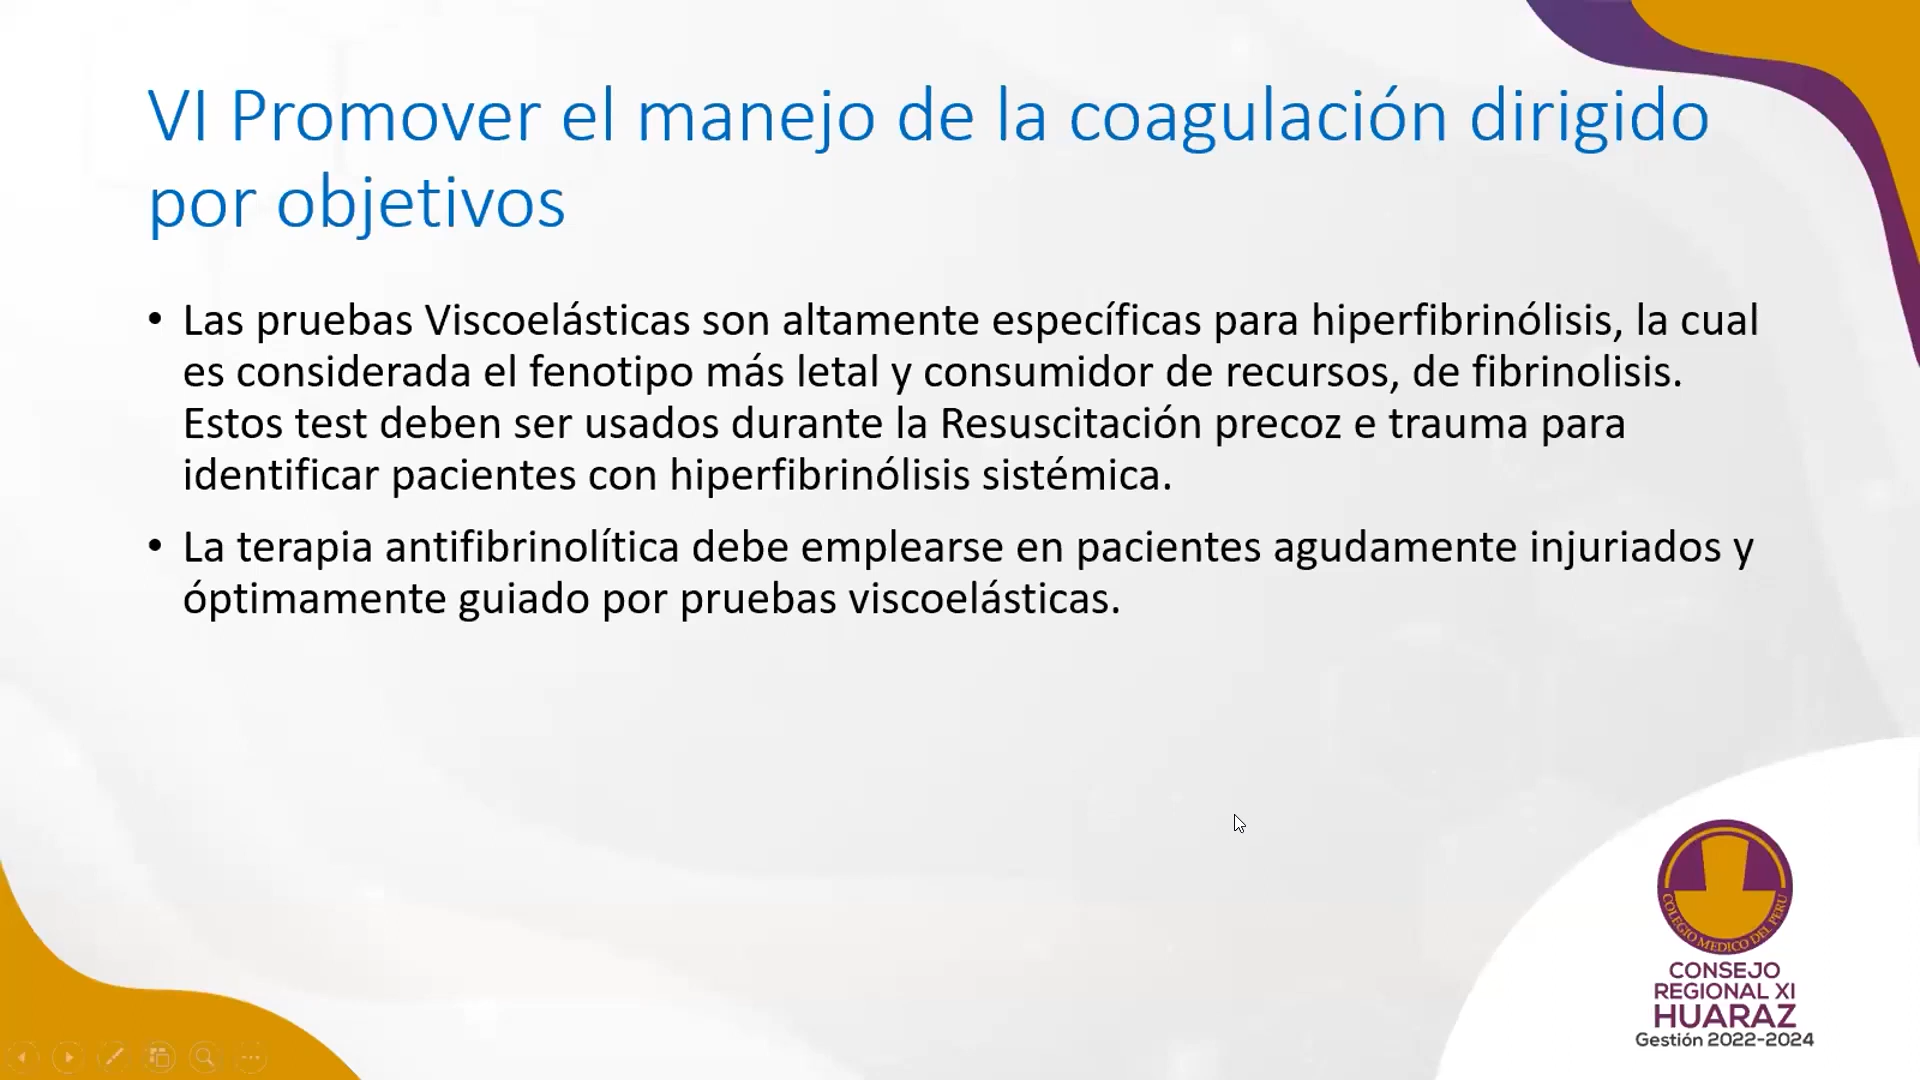 VI Promover el manejo de la coagulación dirigido
por objetivos
• Las pruebas Viscoelásticas son altamente específicas para hiperfibrinólisis, la cual
es considerada el fenotipo más letal y consumidor de recursos, de fibrinolisis.
Estos test deben ser usados durante la Resuscitación precoz e trauma para
identificar pacientes con hiperfibrinólisis sistémica.
• La terapia antifibrinolítica debe emplearse en pacientes agudamente injuriados y
óptimamente guiado por pruebas viscoelásticas.
COLEGIO MEDICO DEL PERU
CONSEJO
REGIONAL XI
HUARAZ
Gestión 2022-2024